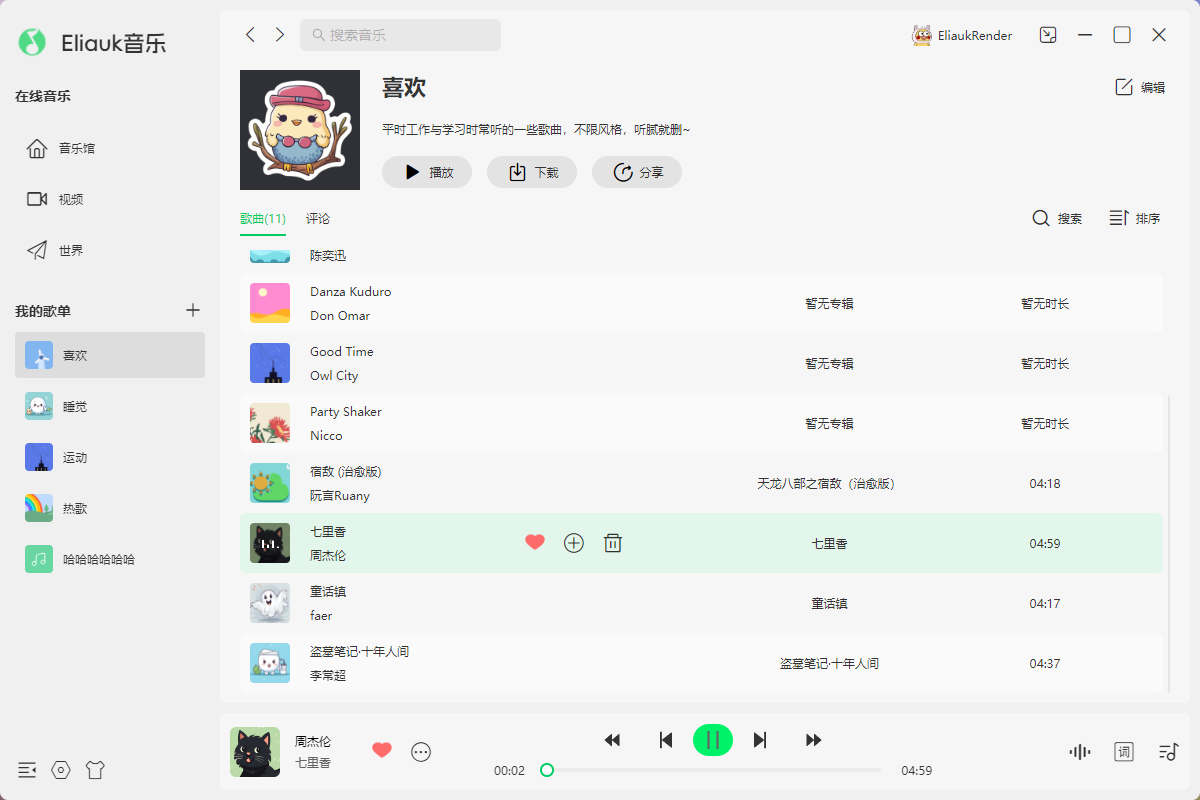 Eliauk音乐
在线音乐
音乐馆
视频
世界
我的歌单
喜欢
睡觉
运动
热歌
哈哈哈哈哈哈
搜索音乐
EliaukRender
喜欢
编辑
平时工作与学习时常听的一些歌曲，不限风格，听腻就删~
播放
下载
分享
歌曲(11)
评论
搜索
排序
陈奕迅
Danza Kuduro
Don Omar
暂无专辑
暂无时长
Good Time
Owl City
暂无专辑
暂无时长
Party Shaker
Nicco
暂无专辑
暂无时长
宿敌 (治愈版)
阮言Ruany
天龙八部之宿敌（治愈版）
04:18
七里香
周杰伦
七里香
04:59
童话镇
faer
童话镇
04:17
盗墓笔记·十年人间
李常超
盗墓笔记·十年人间
04:37
周杰伦
七里香
00:02
04:59
词